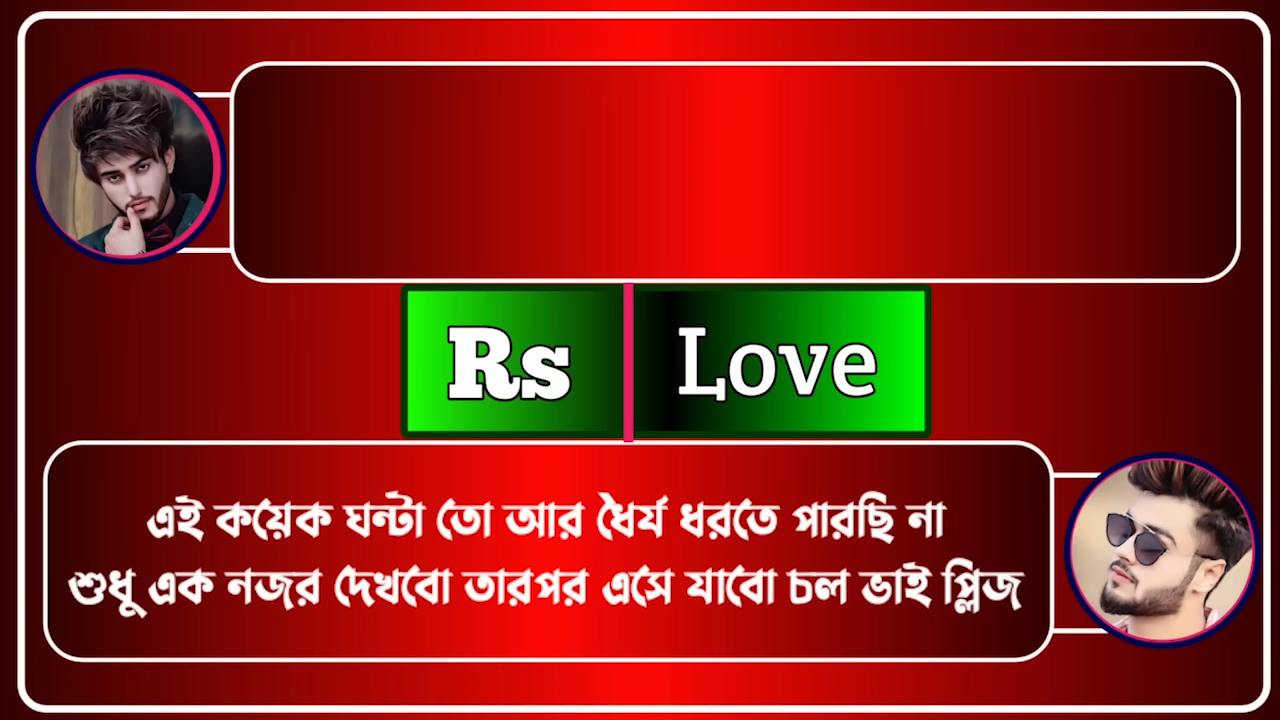 Rs Love
এই কয়েক ঘন্টা তো আর ধৈর্য ধরতে পারছি না
শুধু এক নজর দেখবো তারপর এসে যাবো চল ভাই প্লিজ